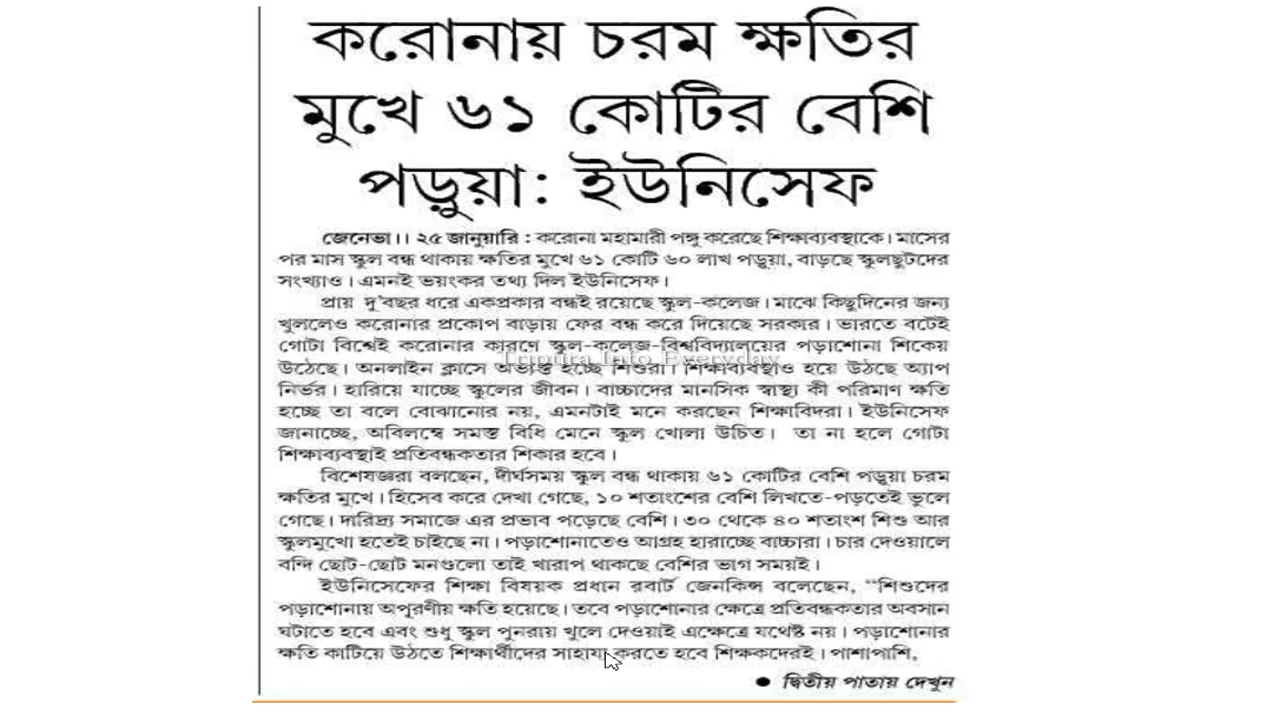 করোনায় চরম ক্ষতির
মুখে ৬১ কোটির বেশি
পড়ুয়া: ইউনিসেফ
জেনেভা।। ২৫ জানুয়ারি : করোনা মহামারী পঙ্গু করেছে শিক্ষাব্যবস্থাকে। মাসের
পর মাস স্কুল বন্ধ থাকায় ক্ষতির মুখে ৬১ কোটি ৬০ লাখ পড়ুয়া, বাড়ছে স্কুলছুটদের
সংখ্যাও। এমনই ভয়ংকর তথ্য দিল ইউনিসেফ।
প্রায় দু'বছর ধরে একপ্রকার বন্ধই রয়েছে স্কুল-কলেজ। মাঝে কিছুদিনের জন্য
খুললেও করোনার প্রকোপ বাড়ায় ফের বন্ধ করে দিয়েছে সরকার। ভারতে বটেই
গোটা বিশ্বেই করোনার কারণে স্কুল-কলেজ-বিশ্ববিদ্যালয়ের পড়াশোনা শিকেয়
Tripura Info Everyday
উঠেছে। অনলাইন ক্লাসে অভ্যস্ত হচ্ছে শিশুরা। শিক্ষাব্যবস্থাও হয়ে উঠছে অ্যাপ
নির্ভর। হারিয়ে যাচ্ছে স্কুলের জীবন। বাচ্চাদের মানসিক স্বাস্থ্য কী পরিমাণ ক্ষতি
হচ্ছে তা বলে বোঝানোর নয়, এমনটাই মনে করছেন শিক্ষাবিদরা। ইউনিসেফ
জানাচ্ছে, অবিলম্বে সমস্ত বিধি মেনে স্কুল খোলা উচিত। তা না হলে গোটা
শিক্ষাব্যবস্থাই প্রতিবন্ধকতার শিকার হবে।
বিশেষজ্ঞরা বলছেন, দীর্ঘসময় স্কুল বন্ধ থাকায় ৬১ কোটির বেশি পড়ুয়া চরম
ক্ষতির মুখে। হিসেব করে দেখা গেছে, ১০ শতাংশের বেশি লিখতে-পড়তেই ভুলে
গেছে। দারিদ্র্য সমাজে এর প্রভাব পড়েছে বেশি। ৩০ থেকে ৪০ শতাংশ শিশু আর
স্কুলমুখো হতেই চাইছে না। পড়াশোনাতেও আগ্রহ হারাচ্ছে বাচ্চারা। চার দেওয়ালে
বন্দি ছোট-ছোট মনগুলো তাই খারাপ থাকছে বেশির ভাগ সময়ই।
ইউনিসেফের শিক্ষা বিষয়ক প্রধান রবার্ট জেনকিন্স বলেছেন, “শিশুদের
পড়াশোনায় অপূরণীয় ক্ষতি হয়েছে। তবে পড়াশোনার ক্ষেত্রে প্রতিবন্ধকতার অবসান
ঘটাতে হবে এবং শুধু স্কুল পুনরায় খুলে দেওয়াই এক্ষেত্রে যথেষ্ট নয়। পড়াশোনার
ক্ষতি কাটিয়ে উঠতে শিক্ষার্থীদের সাহায্য করতে হবে শিক্ষকদেরই। পাশাপাশি,
● দ্বিতীয় পাতায় দেখুন